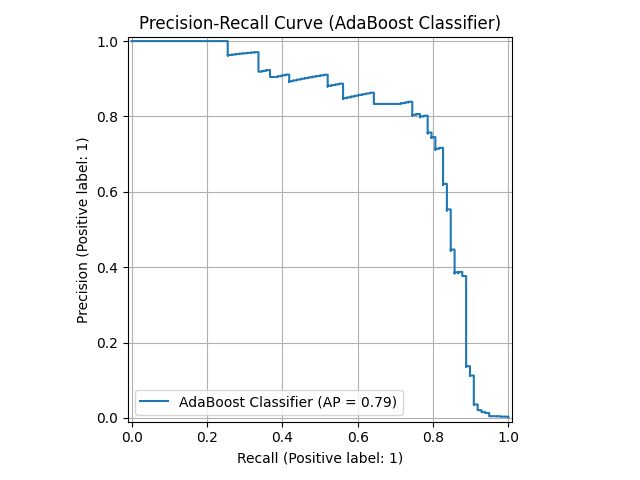 Precision-Recall Curve (AdaBoost Classifier)
1.0
0.8
0.6
0.4
0.2
0.0
Precision (Positive label: 1)
AdaBoost Classifier (AP = 0.79)
0.0 0.2 0.4 0.6 0.8 1.0
Recall (Positive label: 1)